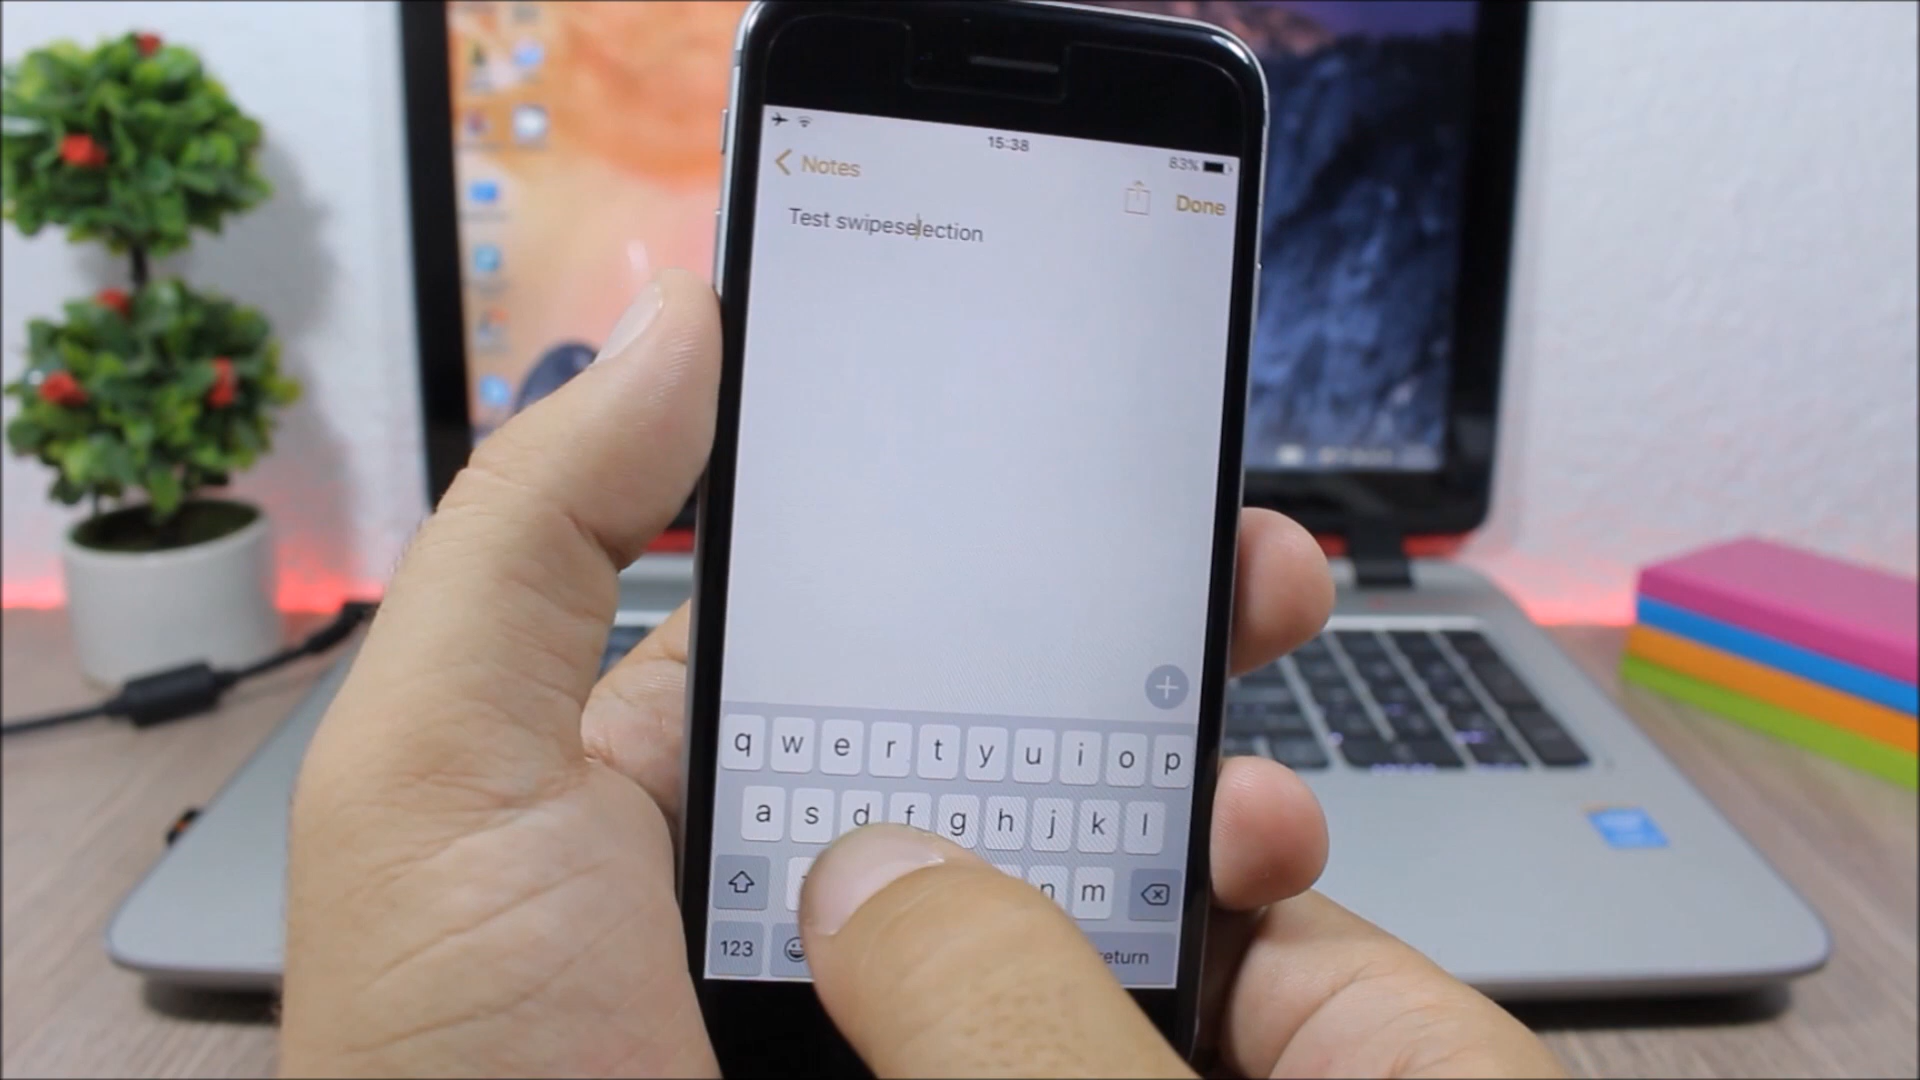 15:38
83%
Notes
Done
Test swipeselection
q w e r t y u i o p
a s d f g h j k l
n m
123
return